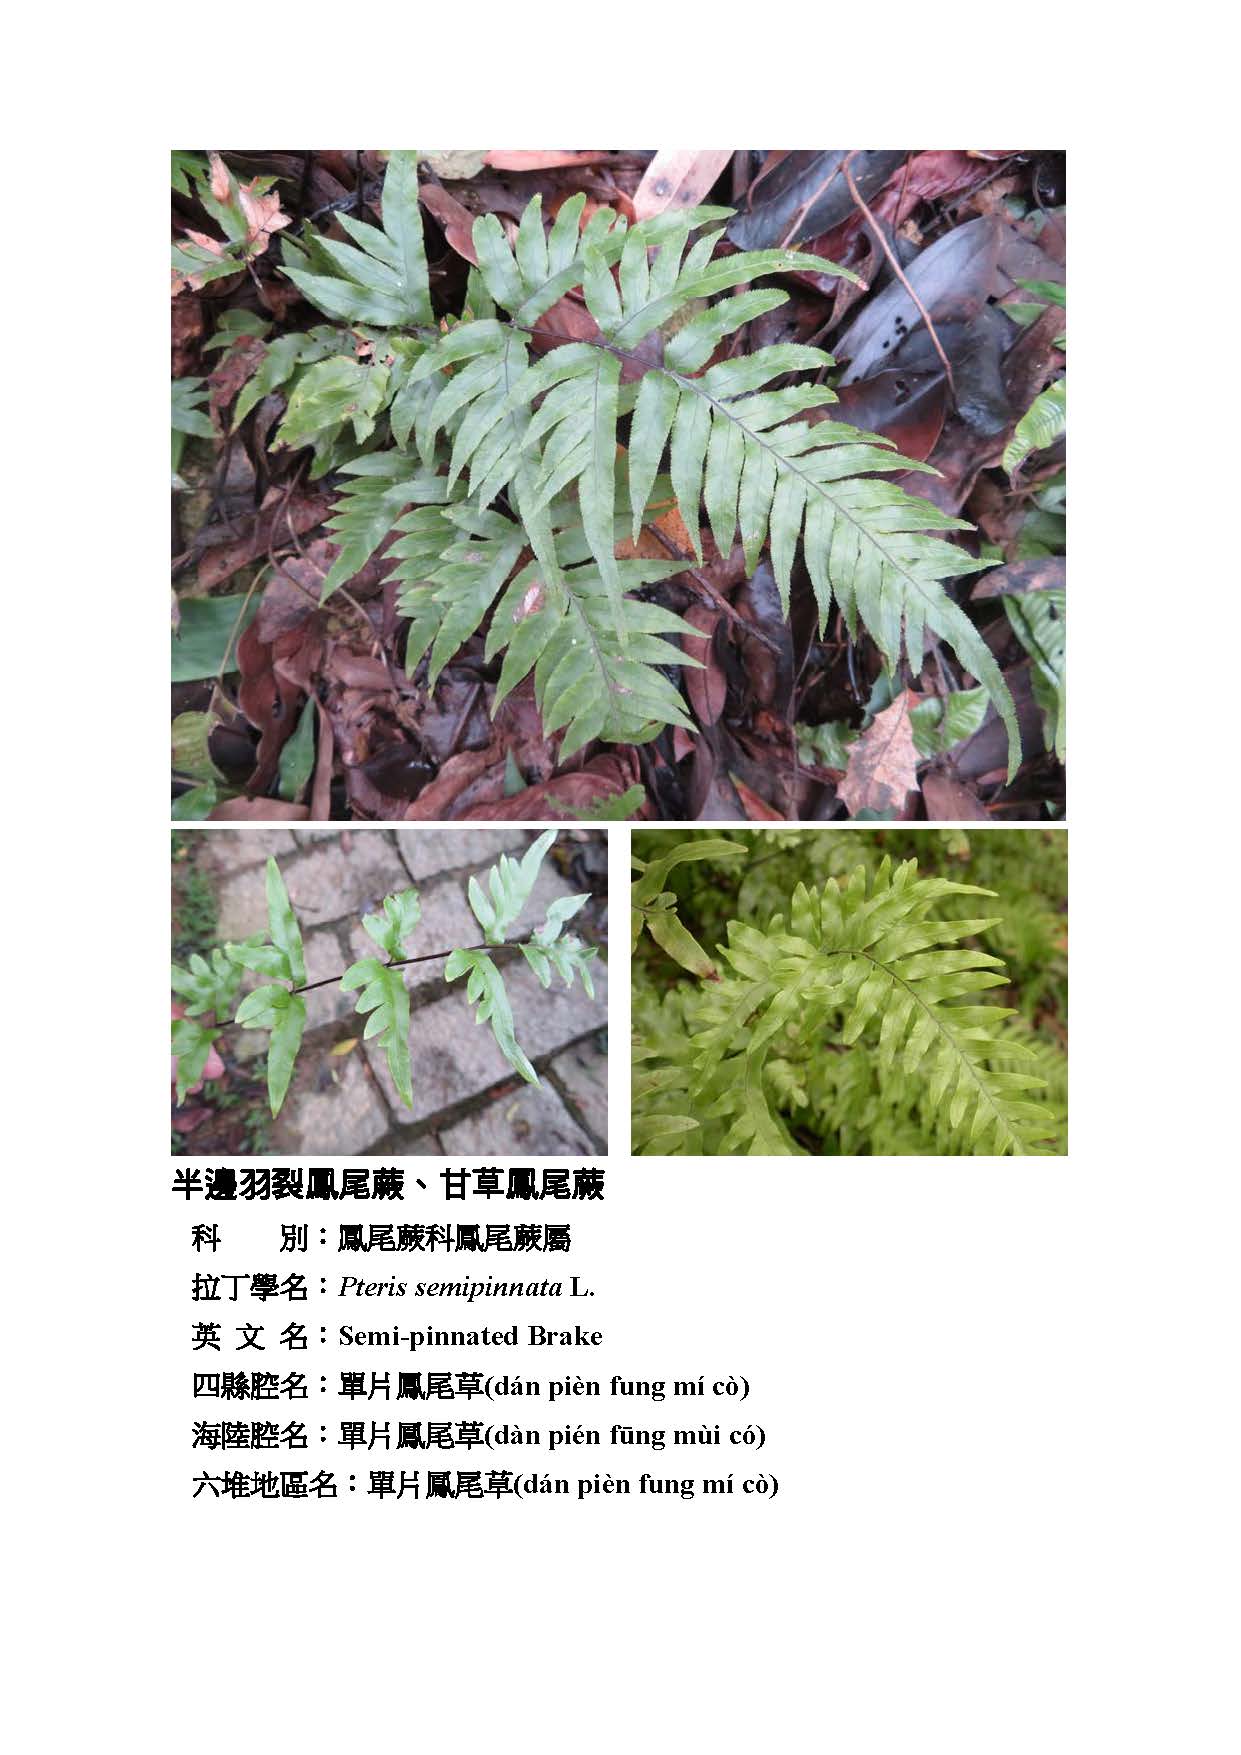 半邊羽裂鳳尾蕨、甘草鳳尾蕨
科　　別：鳳尾蕨科鳳尾蕨屬
拉丁學名：Pteris semipinnata L.
英 文 名：Semi-pinnated Brake
四縣腔名：單片鳳尾草(dán pièn fung mí cò)
海陸腔名：單片鳳尾草(dàn pién fūng mùi có)
六堆地區名：單片鳳尾草(dán pièn fung mí cò)